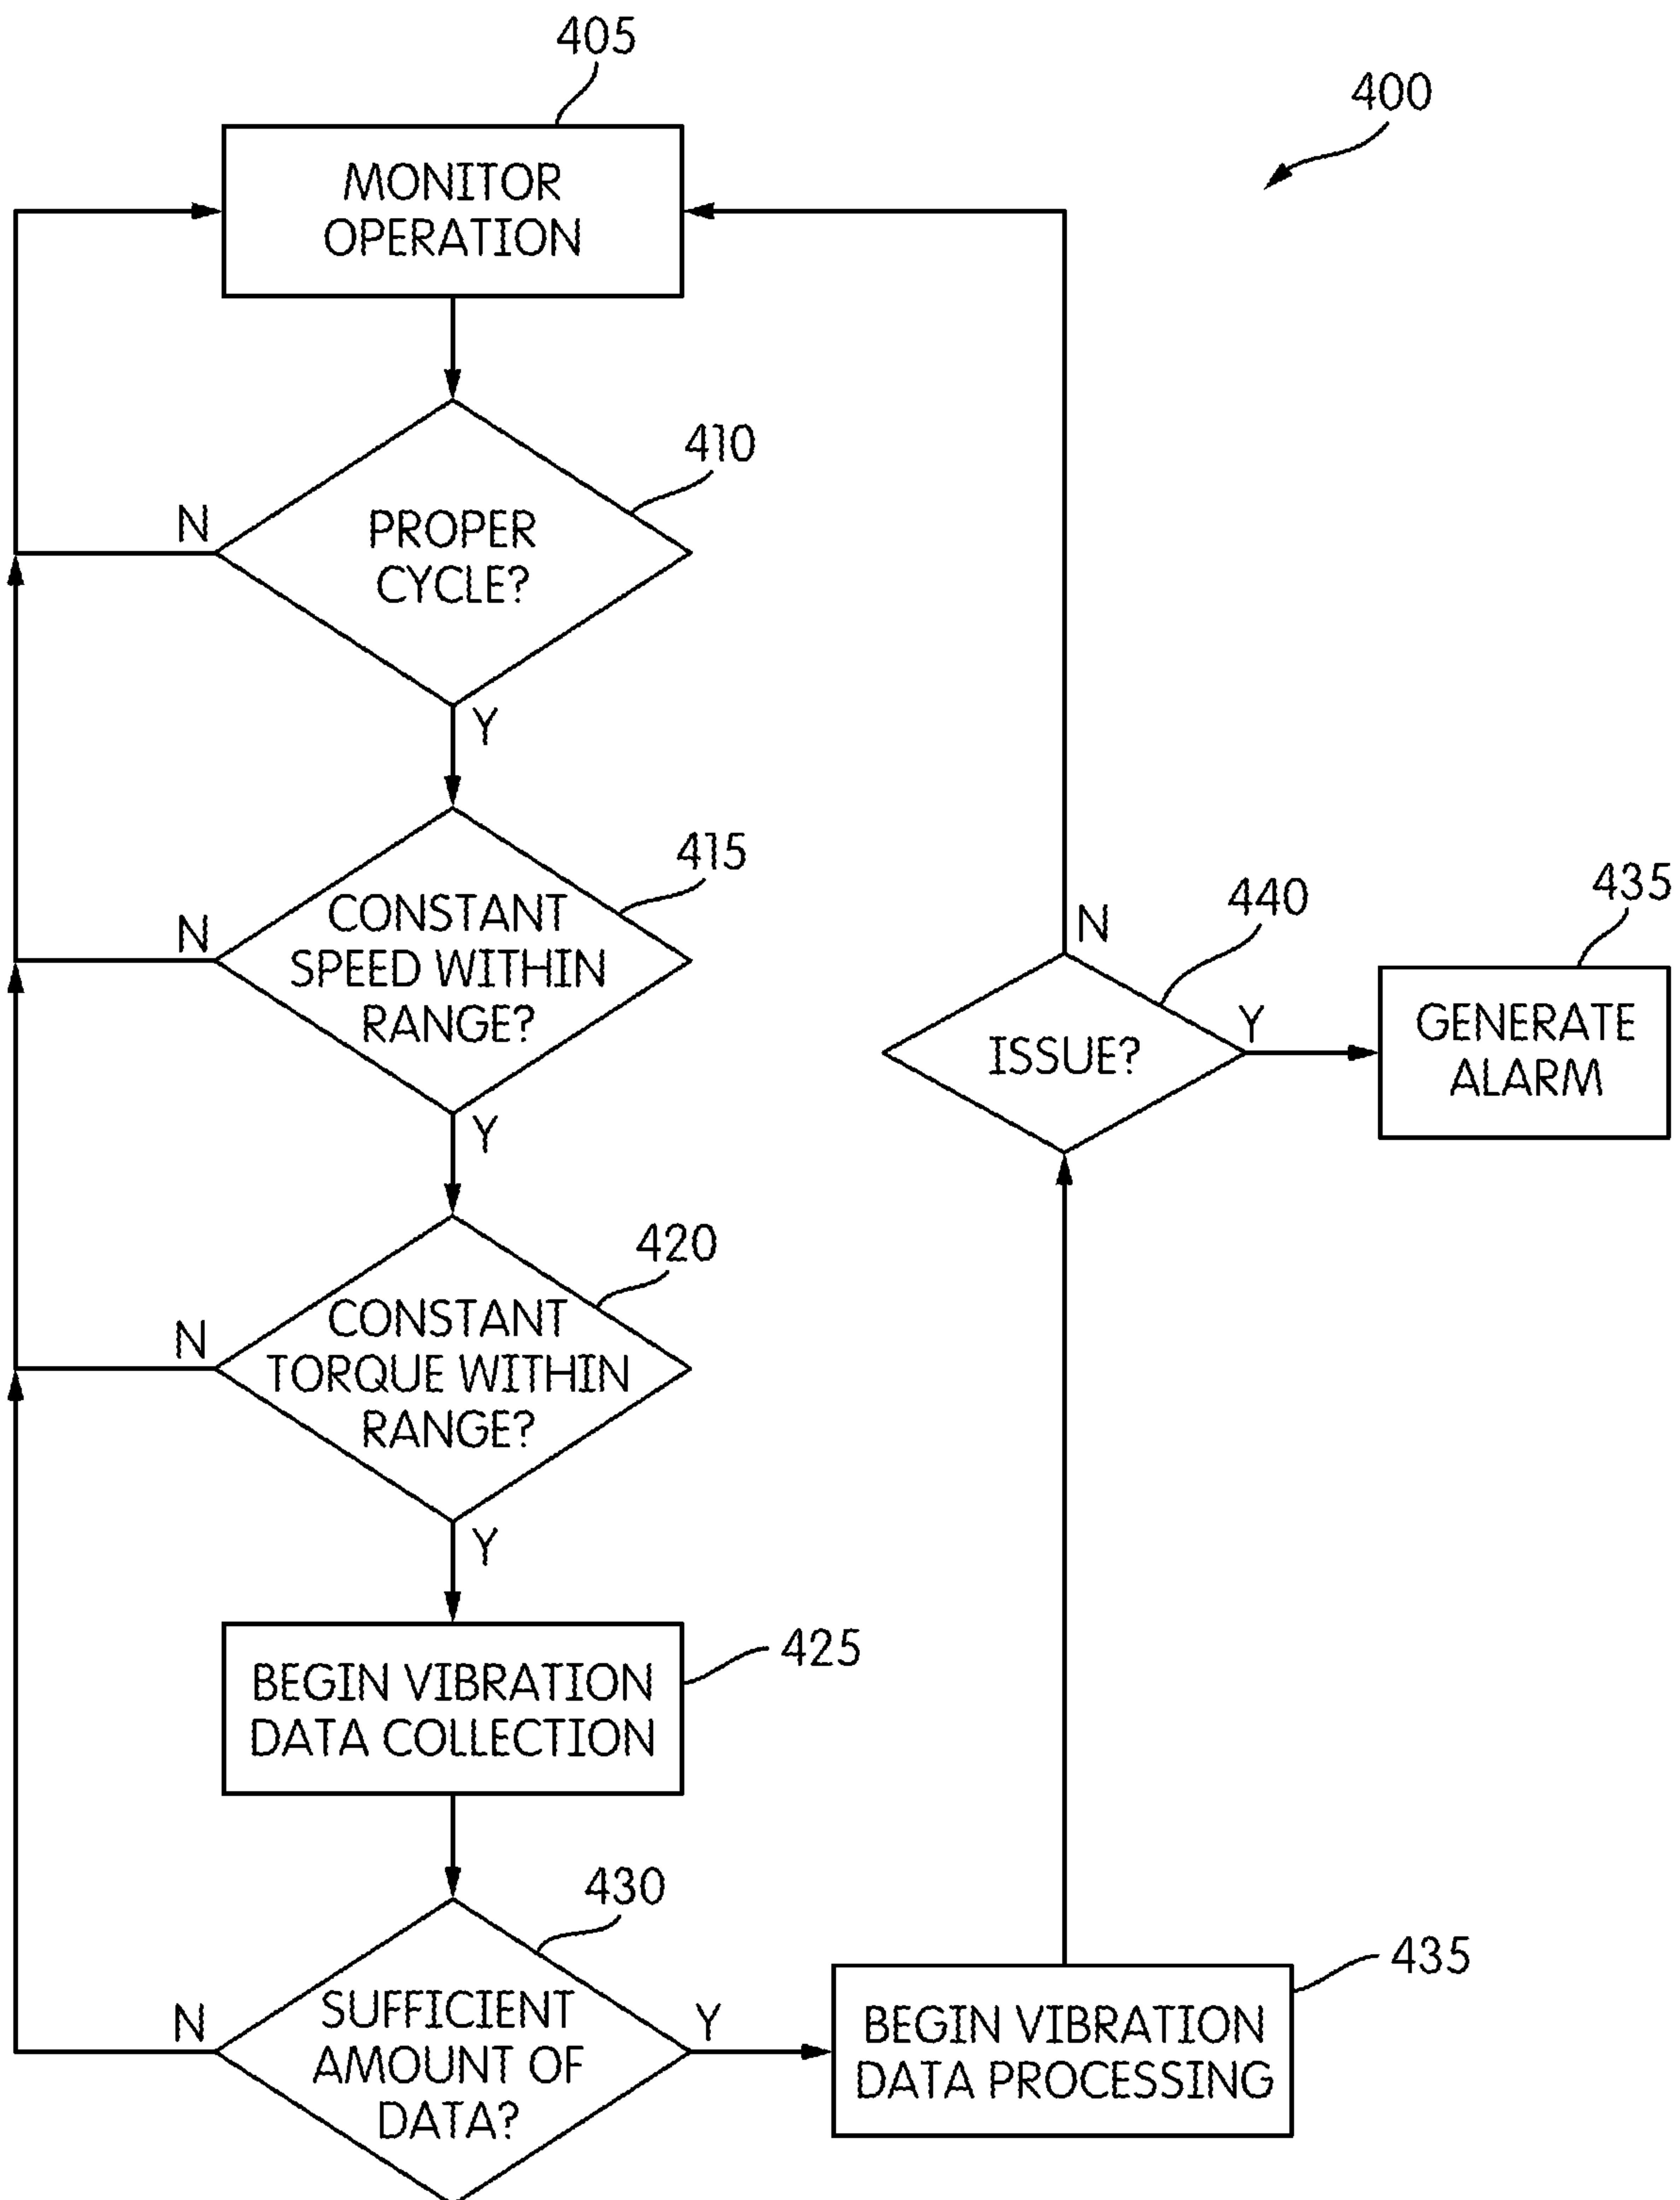 405
400
MONITOR
OPERATION
410
N
PROPER
CYCLE?
Y
415
N
CONSTANT
SPEED WITHIN
RANGE?
Y
420
N
CONSTANT
TORQUE WITHIN
RANGE?
Y
425
BEGIN VIBRATION
DATA COLLECTION
430
N
SUFFICIENT
AMOUNT OF
DATA?
Y
435
BEGIN VIBRATION
DATA PROCESSING
440
N
ISSUE?
Y
435
GENERATE
ALARM